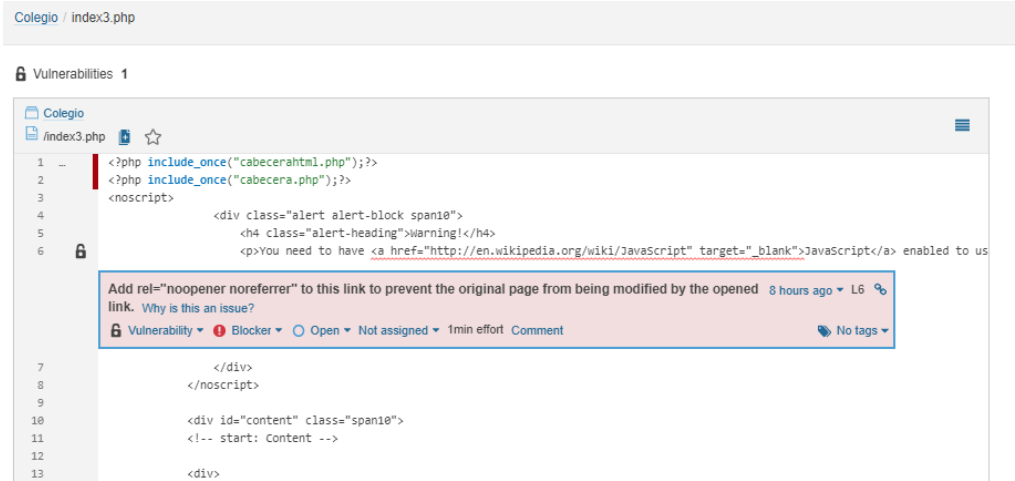 Colegio / index3.php
Vulnerabilities 1
Colegio
/index3.php
1 … <?php include_once("cabecerahtml.php");?>
2 <?php include_once("cabecera.php");?>
3 <noscript>
4 <div class="alert alert-block span10">
5 <h4 class="alert-heading">Warning!</h4>
6 <p>You need to have <a href="http://en.wikipedia.org/wiki/JavaScript" target="_blank">JavaScript</a> enabled to us
Add rel="noopener noreferrer" to this link to prevent the original page from being modified by the opened 8 hours ago L6
link. Why is this an issue?
Vulnerability Blocker Open Not assigned 1min effort Comment No tags
7 </div>
8 </noscript>
9
10 <div id="content" class="span10">
11 <!-- start: Content -->
12
13 <div>